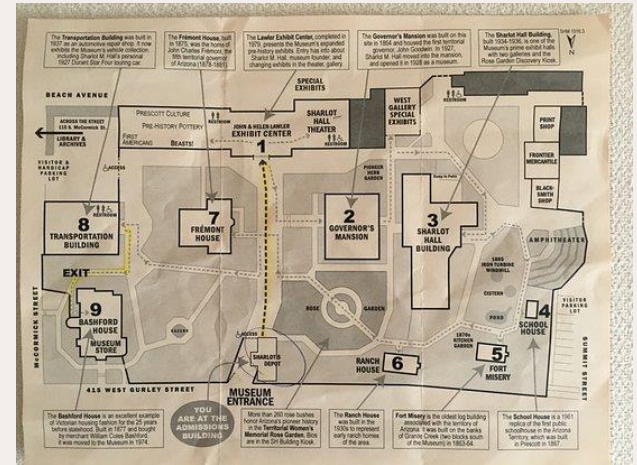 SHM 1016.3
The Transportation Building was built in
1937 as an automotive repair shop. It now
exhibits the Museum's vehicle collection,
including Sharlot M. Hall's personal
1927 Durant Star Four touring car.
The Frémont House, built
in 1875, was the home of
John Charles Frémont, the
fifth territorial governor
of Arizona (1878-1881).
The Lawler Exhibit Center, completed in
1979, presents the Museum's expanded
pre-history exhibits. Entry has info about
Sharlot M. Hall, museum founder, and
changing exhibits in the theater, gallery.
The Governor's Mansion was built on this
site in 1864 and housed the first territorial
governor, John Goodwin. In 1927,
Sharlot M. Hall moved into the mansion,
and opened it in 1928 as a museum.
The Sharlot Hall Building,
built 1934-1936, is one of the
Museum's prime exhibit halls
with two galleries and the
Rose Garden Discovery Kiosk.
N
BEACH AVENUE
ACROSS THE STREET
115 S. McCormick St.
LIBRARY &
ARCHIVES
VISITOR &
HANDICAP
PARKING
LOT
ACCESS
SPECIAL
EXHIBITS
PRESCOTT CULTURE
PRE-HISTORY POTTERY
FIRST
AMERICANS
BEASTS!
RESTROOM
JOHN & HELEN LAWLER
EXHIBIT CENTER
1
SHARLOT
HALL
THEATER
RESTROOM
WEST
GALLERY
SPECIAL
EXHIBITS
RESTROOM
PRINT
SHOP
FRONTIER
MERCANTILE
BLACK-
SMITH
SHOP
PIONEER
HERB
GARDEN
RESTROOM
8
TRANSPORTATION
BUILDING
7
FRÉMONT
HOUSE
2
GOVERNOR'S
MANSION
3
SHARLOT
HALL
BUILDING
AMPHITHEATER
1885
IRON TURBINE
WINDMILL
CISTERN
POND
VISITOR
PARKING
LOT
EXIT
9
BASHFORD
HOUSE
MUSEUM
STORE
ROSE
GARDEN
ACCESS
SHARLOT'S
DEPOT
1870s
KITCHEN
GARDEN
4
SCHOOL
HOUSE
5
FORT
MISERY
6
RANCH
HOUSE
McCORMICK STREET
SUMMIT STREET
415 WEST GURLEY STREET
MUSEUM
ENTRANCE
YOU
ARE AT THE
ADMISSIONS
BUILDING
The Bashford House is an excellent example
of Victorian housing fashion for the 25 years
before statehood. Built in 1877 and bought
by merchant William Coles Bashford,
it was moved to the Museum in 1974.
More than 260 rose bushes
honor Arizona's pioneer history
in the Territorial Women's
Memorial Rose Garden. Bios
are in the SH Building Kiosk.
The Ranch House
was built in the
1930s to represent
early ranch homes
of the area.
Fort Misery is the oldest log building
associated with the territory of
Arizona. It was built on the banks
of Granite Creek (two blocks south
of the Museum) in 1863-64.
The School House is a 1961
replica of the first public
schoolhouse in the Arizona
Territory, which was built
in Prescott in 1867.